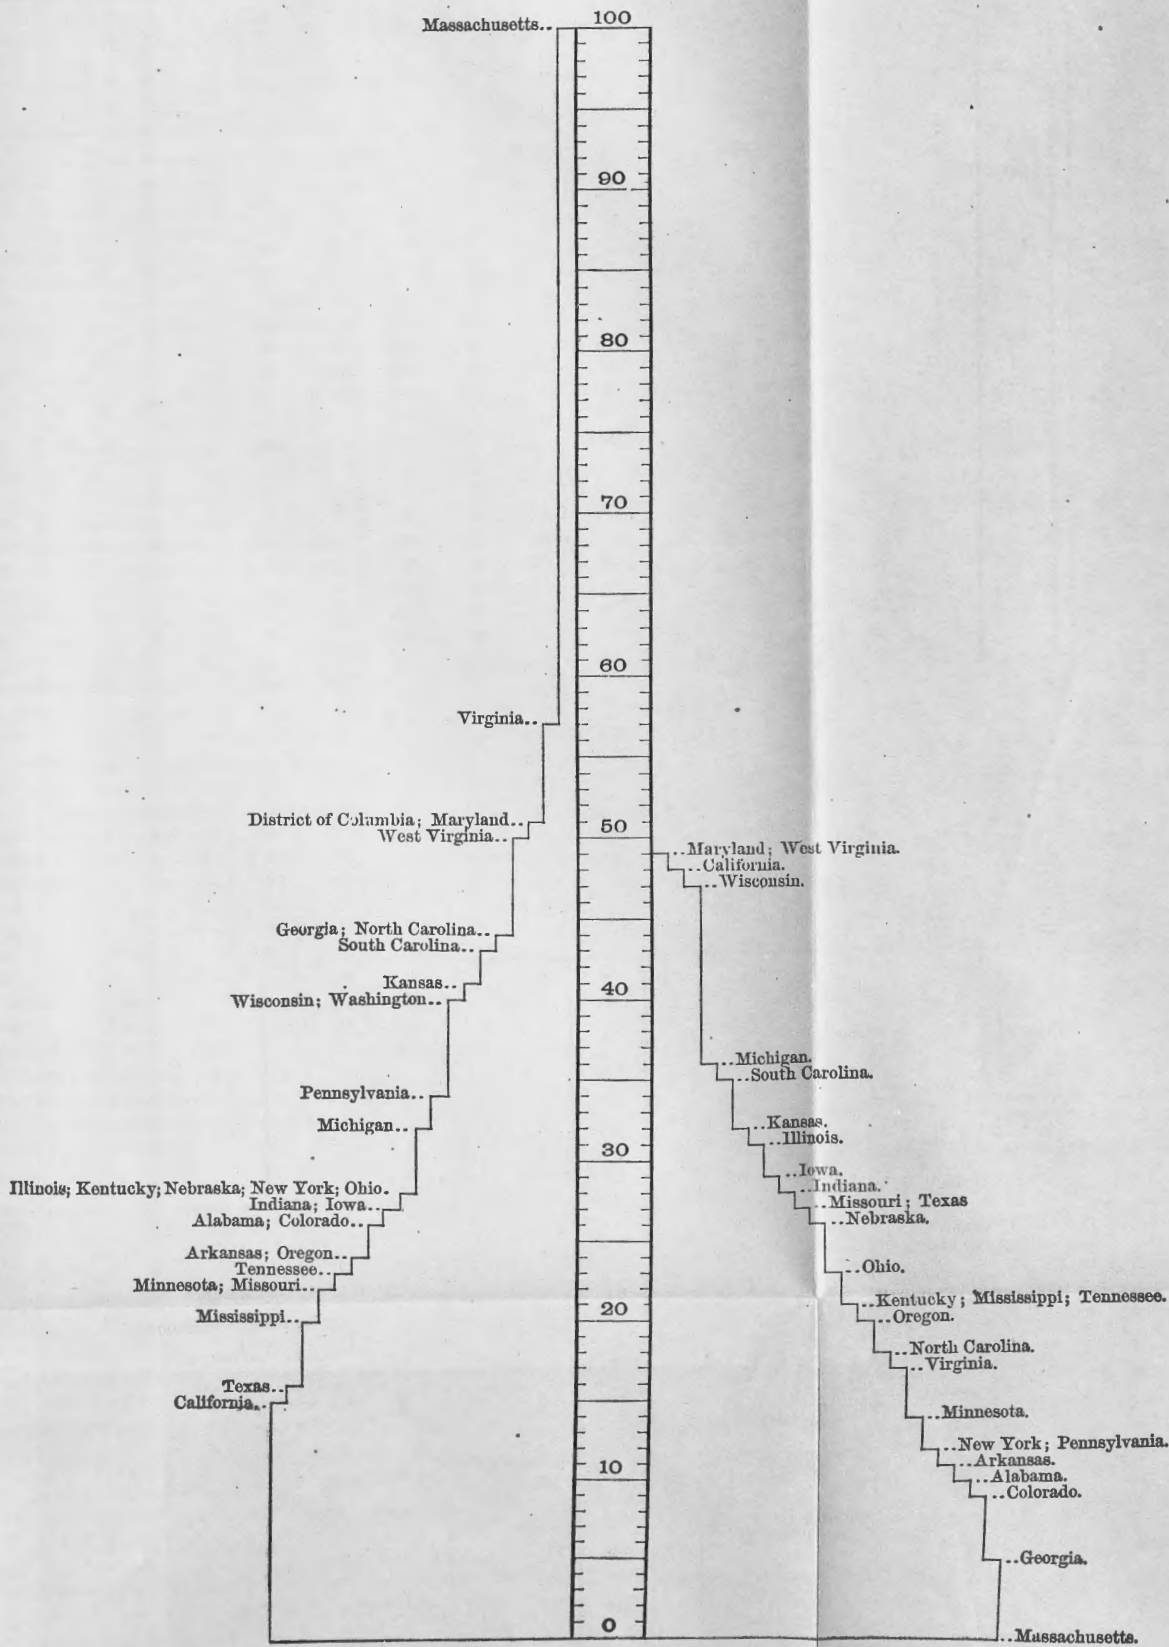 Massachusetts..
100
90
80
70
60
Virginia..
District of Columbia; Maryland..
50
West Virginia..
..Maryland; West Virginia.
..California.
..Wisconsin.
Georgia; North Carolina..
South Carolina..
Kansas..
40
Wisconsin; Washington..
..Michigan.
..South Carolina.
Pennsylvania..
Michigan..
..Kansas.
..Illinois.
30
..Iowa.
Illinois; Kentucky; Nebraska; New York; Ohio.
..Indiana.
Indiana; Iowa..
..Missouri; Texas
Alabama; Colorado..
..Nebraska.
Arkansas; Oregon..
..Ohio.
Tennessee..
Minnesota; Missouri..
..Kentucky; Mississippi; Tennessee.
20
Mississippi..
..Oregon.
..North Carolina.
..Virginia.
Texas..
California..
..Minnesota.
..New York; Pennsylvania.
..Arkansas.
10
..Alabama.
..Colorado.
..Georgia.
0
..Massachusetts.